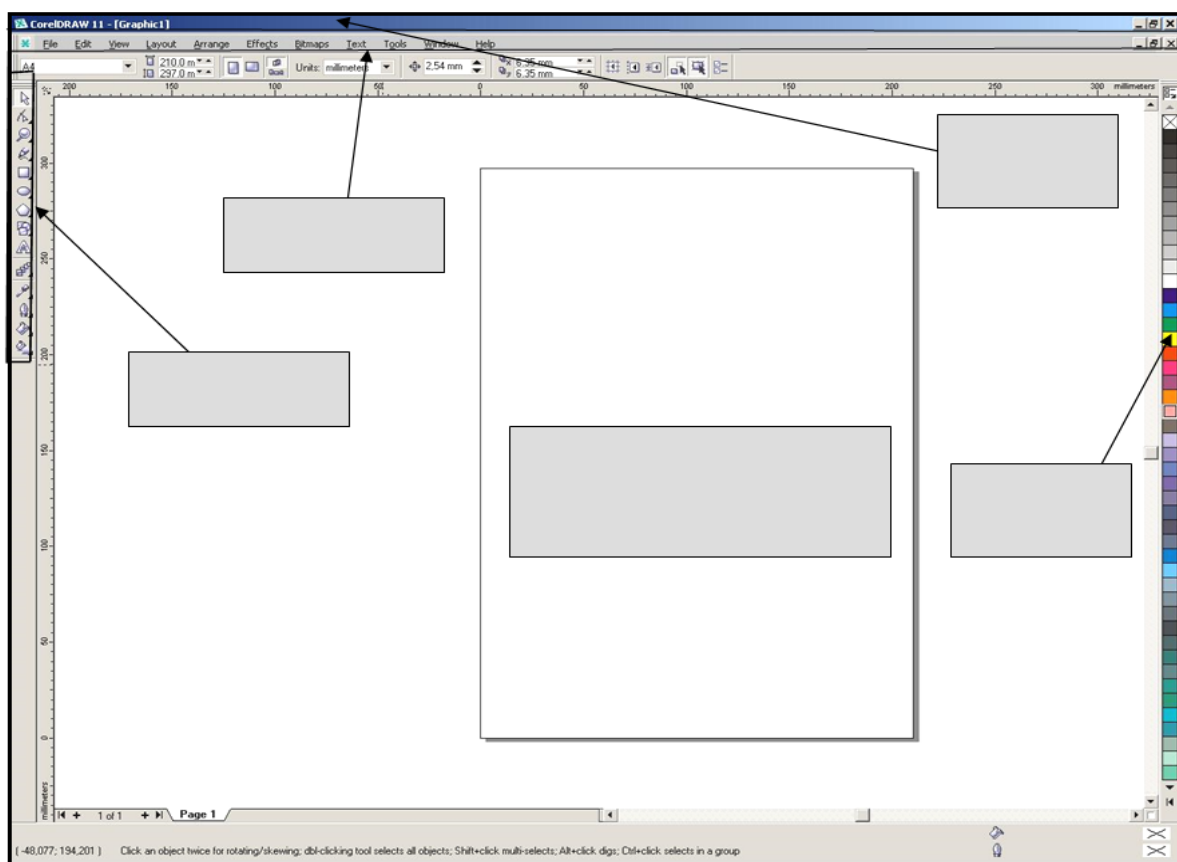 CorelDRAW 11 - [Graphic1]
File Edit View Layout Arrange Effects Bitmaps Text Tools Window Help
A4 210.0 m 297.0 m Units: millimeters 2.54 mm x 6.35 mm y 6.35 mm
200 150 100 50 0 50 100 150 200 250 300 millimeters
300
250
200
150
100
50
0
millimeters
1 of 1 Page 1
( -48,077; 194,201 ) Click an object twice for rotating/skewing; dbl-clicking tool selects all objects; Shift+click multi-selects; Alt+click digs; Ctrl+click selects in a group